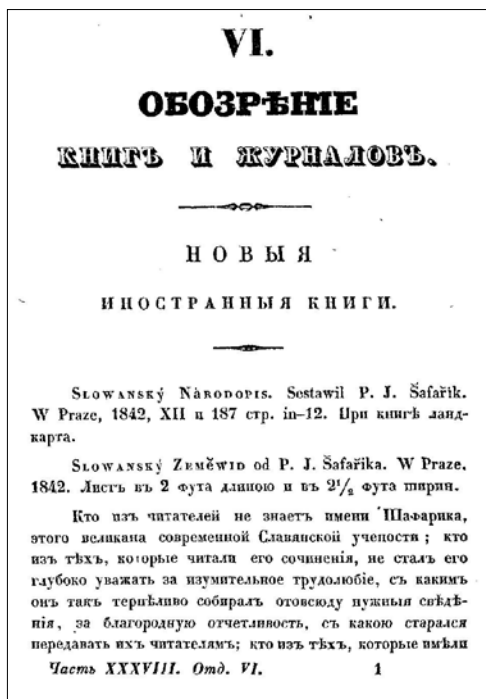 VI.
ОБОЗРѢНІЕ
КНИГЪ И ЖУРНАЛОВЪ.
НОВЫЯ
ИНОСТРАННЫЯ КНИГИ.
Slowanský Národopis. Sestawil P. J. Šafařík.
W Praze, 1842, XII и 187 стр. in-12. При книгѣ ланд-
карта.
Slowanský Zeměwid od P. J. Šafařika. W Praze,
1842. Листъ въ 2 фута длиною и въ 2½ фута ширин.
Кто изъ читателей не знаетъ имени Шафарика,
этого великана современной Славянской учености; кто
изъ тѣхъ, которые читали его сочиненія, не сталъ его
глубоко уважать за изумительное трудолюбіе, съ какимъ
онъ такъ терпѣливо собиралъ отовсюду нужныя свѣдѣ-
нія, за благородную отчетливость, съ какою старался
передавать ихъ читателямъ; кто изъ тѣхъ, которые имѣли
Часть XXXVIII. Отд. VI. 1